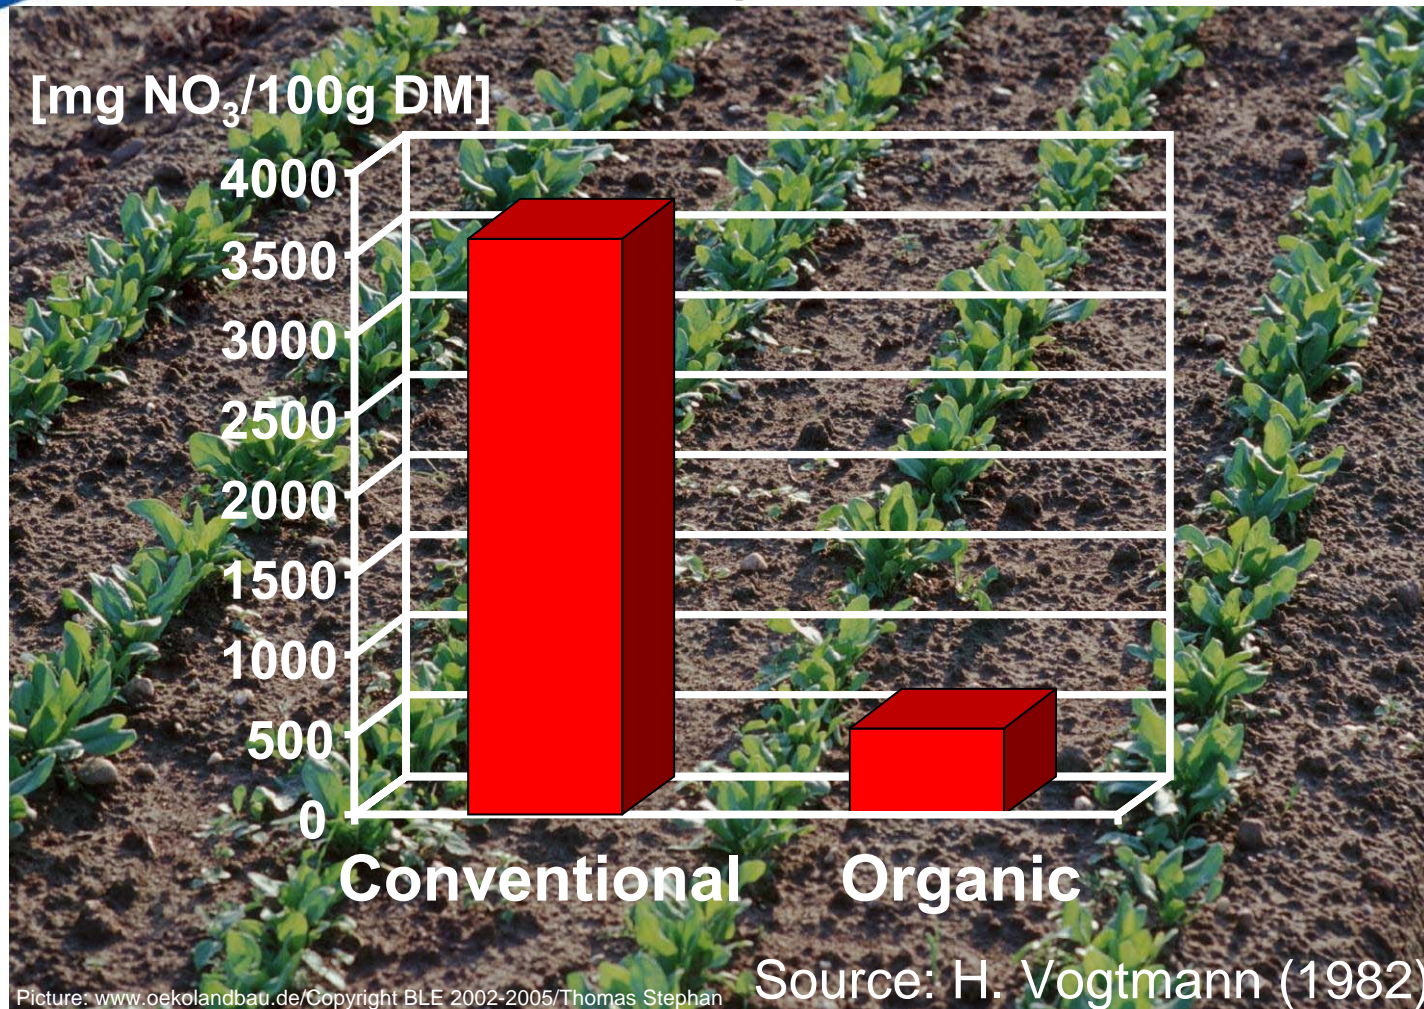 [mg NO₃/100g DM]
4000
3500
3000
2500
2000
1500
1000
500
0
Conventional Organic
Source: H. Vogtmann (1982)
Picture: www.oekolandbau.de/Copyright BLE 2002-2005/Thomas Stephan